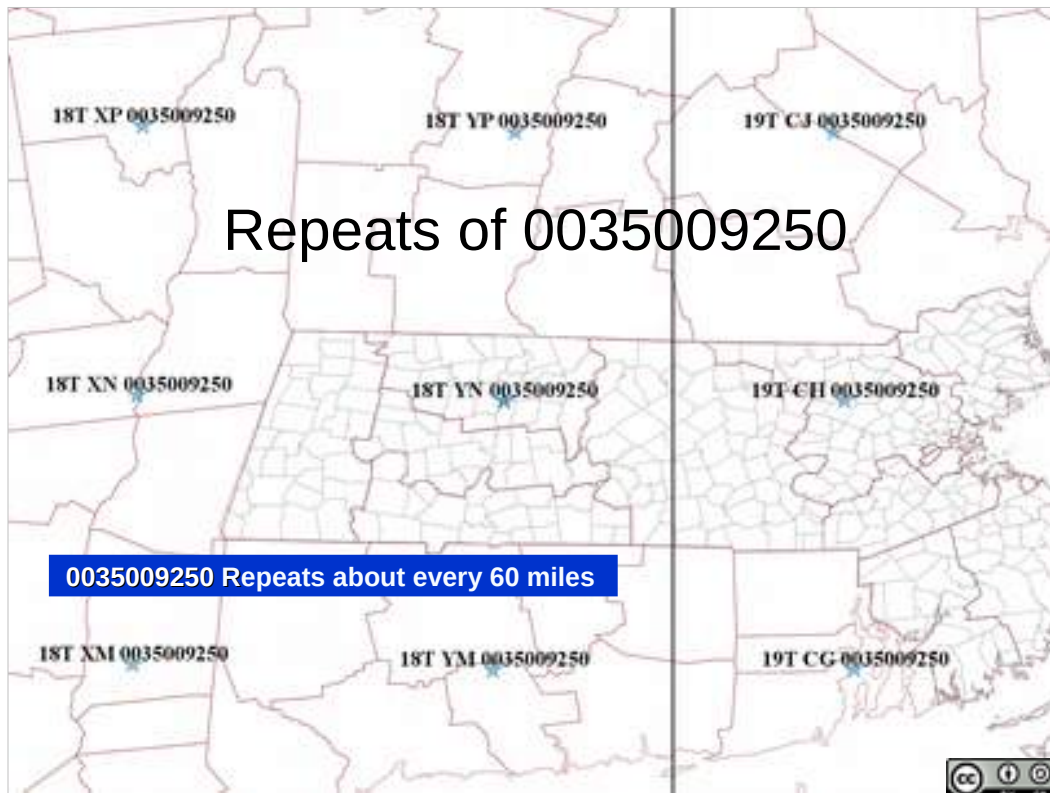 18T XP 0035009250
18T YP 0035009250
19T CJ 0035009250
Repeats of 0035009250
18T XN 0035009250
18T YN 0035009250
19T CH 0035009250
0035009250 Repeats about every 60 miles
18T XM 0035009250
18T YM 0035009250
19T CG 0035009250
cc